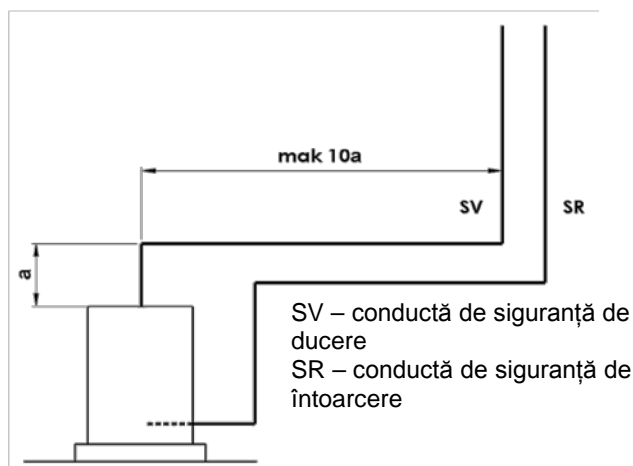 mak 10a
SV
SR
a
SV – conductă de siguranță de
ducere
SR – conductă de siguranță de
întoarcere